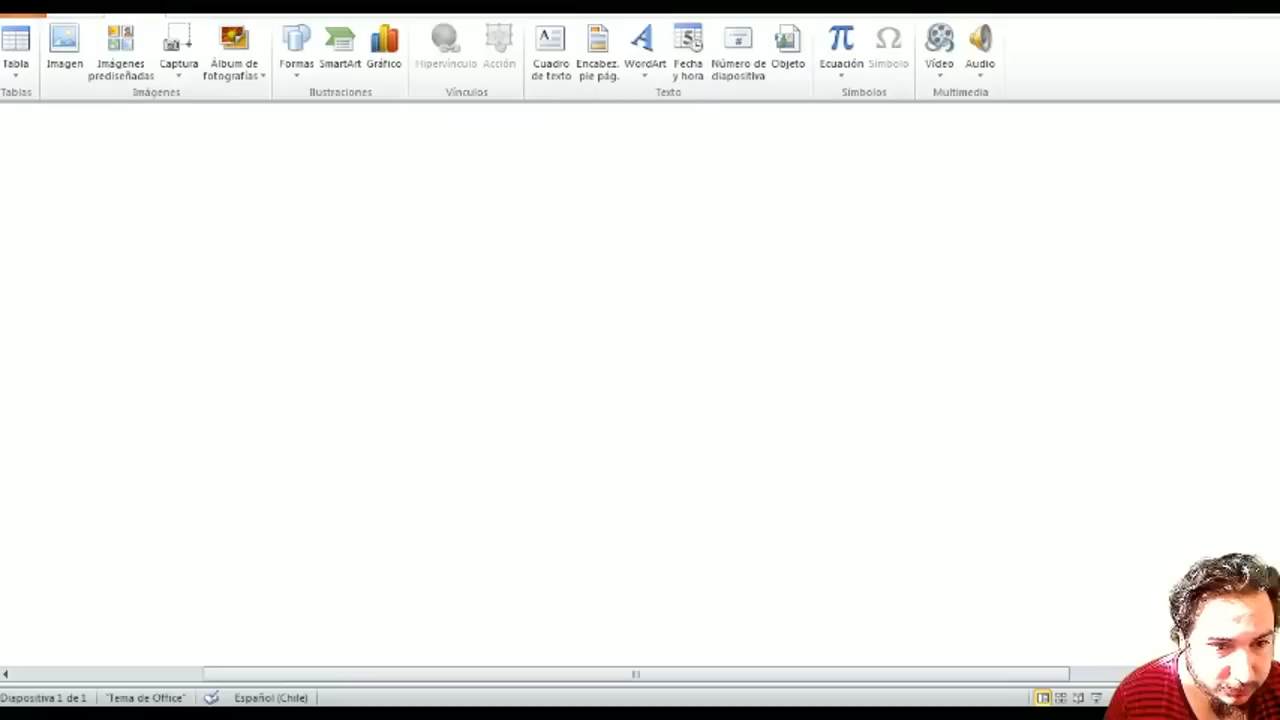 Tabla
Imagen
Imágenes
prediseñadas
Captura
Álbum de
fotografías
Formas
SmartArt
Gráfico
Hipervínculo
Acción
Cuadro
de texto
Encabez.
pie pág.
WordArt
Fecha
y hora
Número de
diapositiva
Objeto
Ecuación
Símbolo
Vídeo
Audio
Tablas
Imágenes
Ilustraciones
Vínculos
Texto
Símbolos
Multimedia
Diapositiva 1 de 1
"Tema de Office"
Español (Chile)